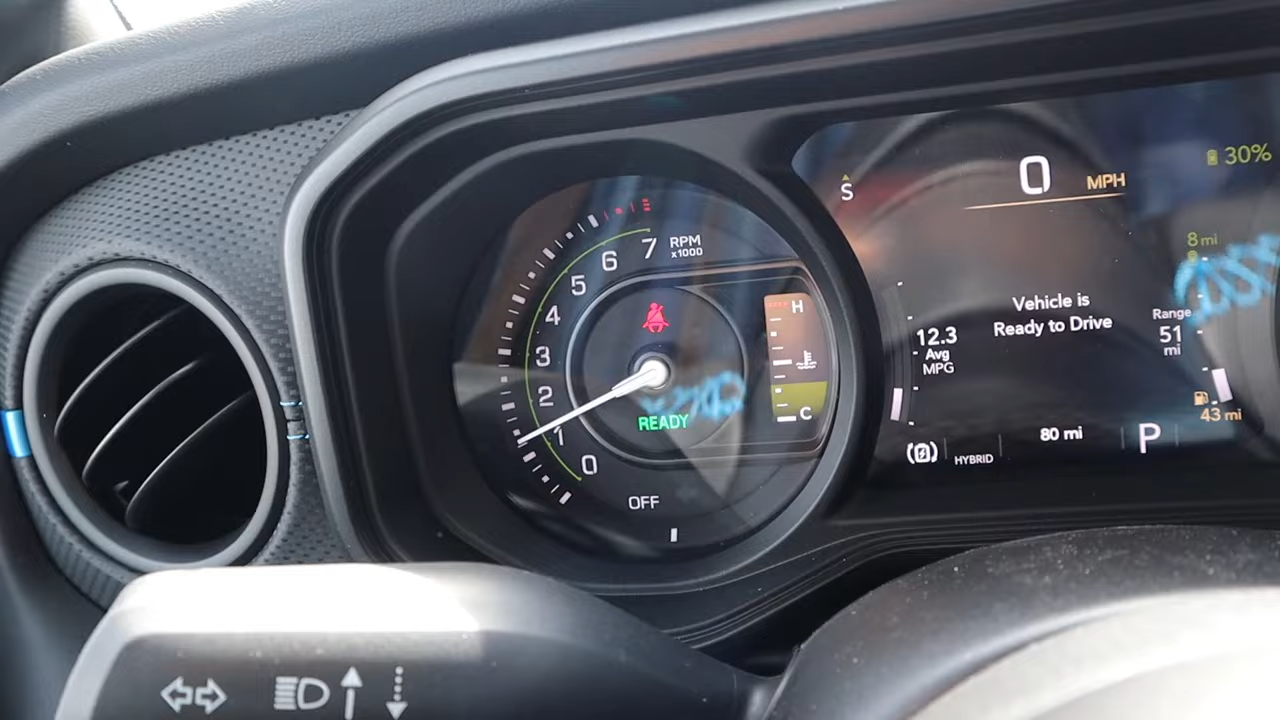 S
0 MPH
30%
7 RPM
x1000
6
5
4
3
2
1
0
OFF
READY
H
C
8 mi
Vehicle is
Ready to Drive
12.3
Avg
MPG
Range
51
mi
43 mi
80 mi
P
HYBRID